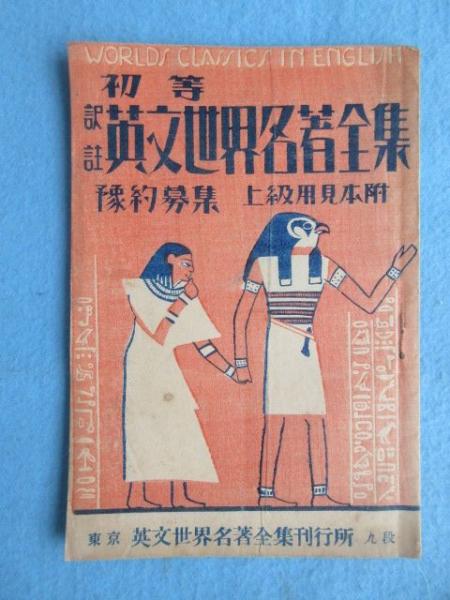 WORLDS CLASSICS IN ENGLISH
初等
訳註 英文世界名著全集
豫約募集 上級用見本附
東京 英文世界名著全集刊行所 九段